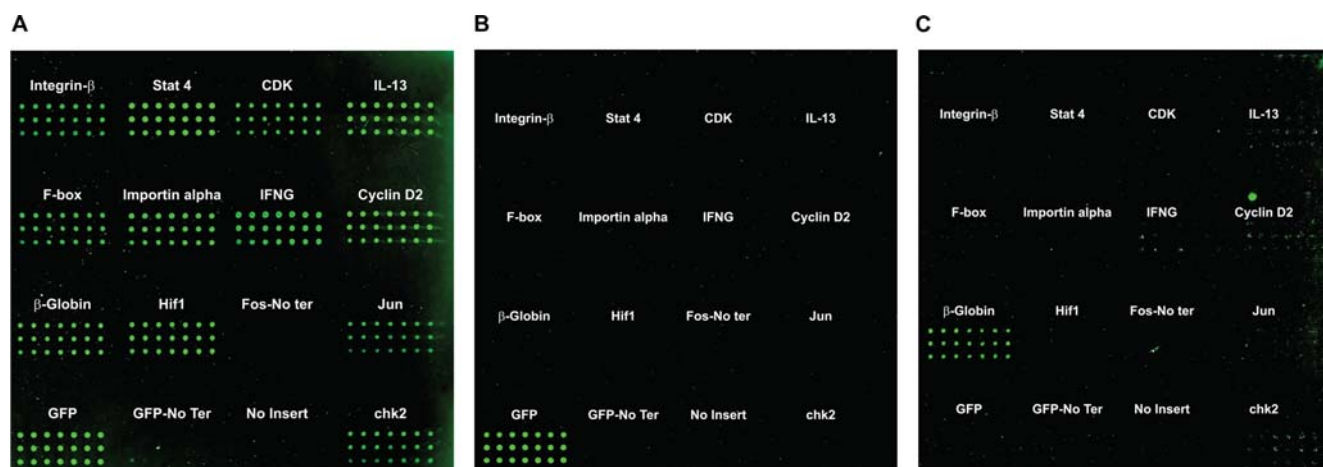 A
B
C
Integrin-β Stat 4 CDK IL-13
F-box Importin alpha IFNG Cyclin D2
β-Globin Hif1 Fos-No ter Jun
GFP GFP-No Ter No Insert chk2
Integrin-β Stat 4 CDK IL-13
F-box Importin alpha IFNG Cyclin D2
β-Globin Hif1 Fos-No ter Jun
GFP GFP-No Ter No Insert chk2
Integrin-β Stat 4 CDK IL-13
F-box Importin alpha IFNG Cyclin D2
β-Globin Hif1 Fos-No ter Jun
GFP GFP-No Ter No Insert chk2